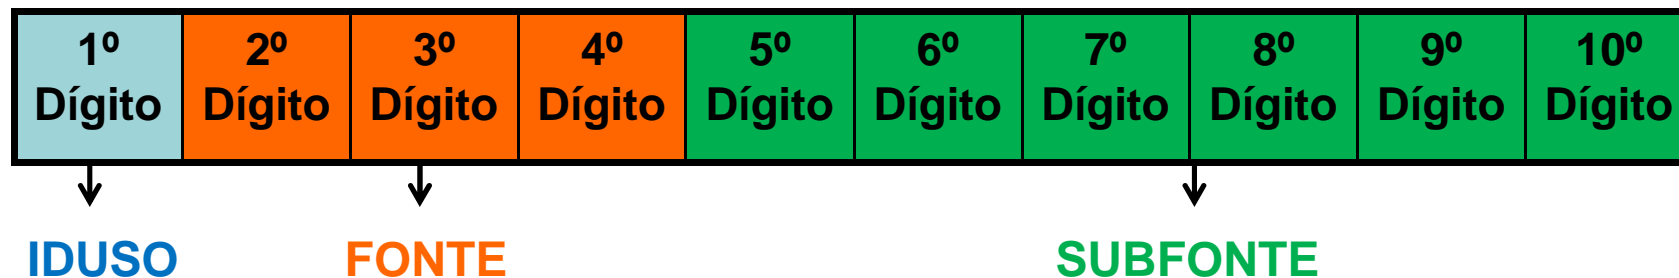 1º 2º 3º 4º 5º 6º 7º 8º 9º 10º
Dígito Dígito Dígito Dígito Dígito Dígito Dígito Dígito Dígito Dígito
IDUSO FONTE SUBFONTE